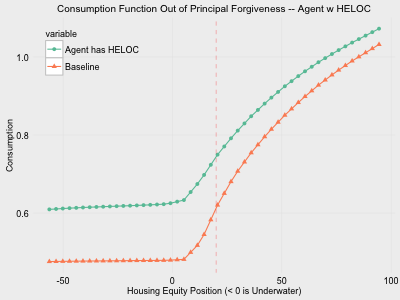 Consumption Function Out of Principal Forgiveness -- Agent w HELOC
variable
Agent has HELOC
Baseline
Consumption
1.0
0.8
0.6
-50
0
50
100
Housing Equity Position (< 0 is Underwater)